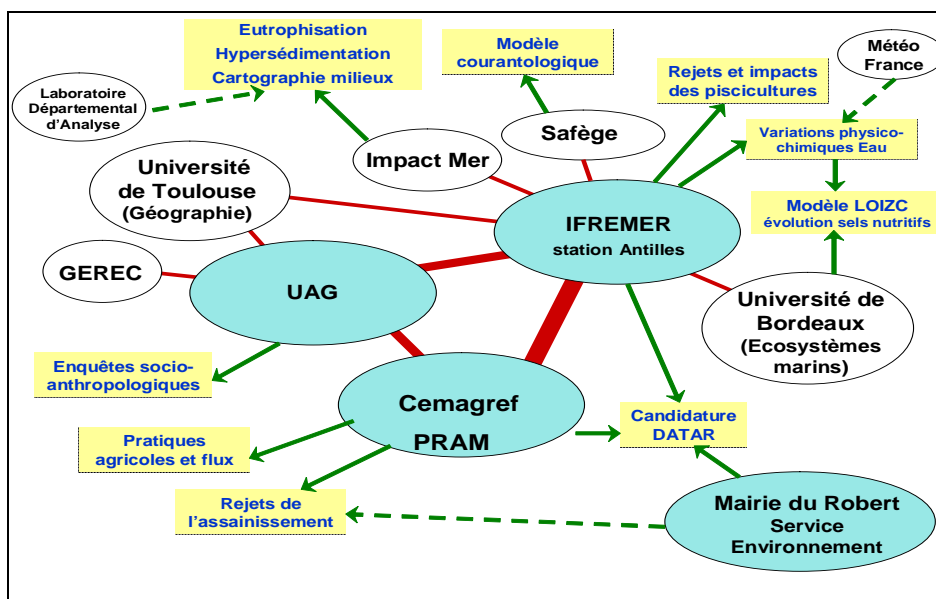 Eutrophisation
Hypersédimentation
Cartographie milieux
Modèle
courantologique
Météo
France
Rejets et impacts
des piscicultures
Laboratoire
Départemental
d'Analyse
Safège
Variations physico-
chimiques Eau
Impact Mer
Université
de Toulouse
(Géographie)
IFREMER
station Antilles
Modèle LOIZC
évolution sels nutritifs
GEREC
UAG
Université de
Bordeaux
(Ecosystèmes
marins)
Enquêtes socio-
anthropologiques
Cemagref
PRAM
Candidature
DATAR
Pratiques
agricoles et flux
Rejets de
l'assainissement
Mairie du Robert
Service
Environnement